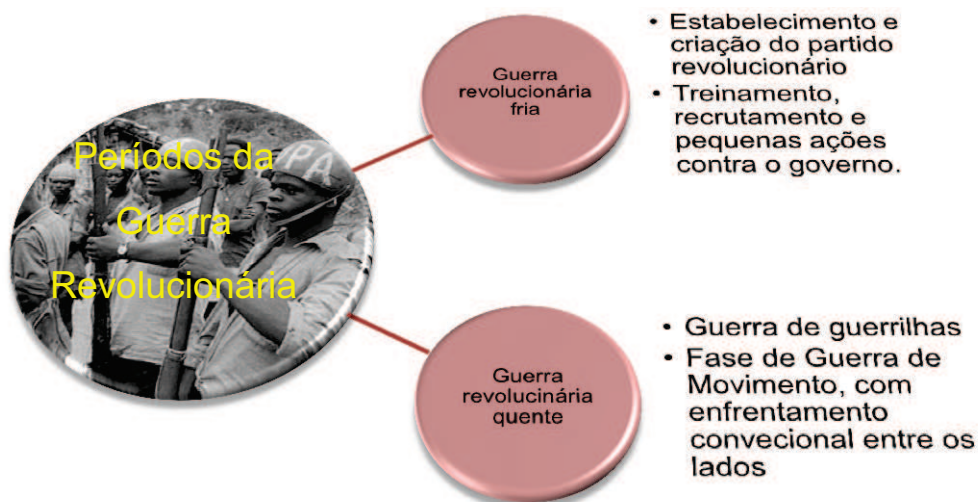 Períodos da
Guerra
Revolucionária
PA
Guerra
revolucionária
fria
• Estabelecimento e
criação do partido
revolucionário
• Treinamento,
recrutamento e
pequenas ações
contra o governo.
Guerra
revolucinária
quente
• Guerra de guerrilhas
• Fase de Guerra de
Movimento, com
enfrentamento
convecional entre os
lados